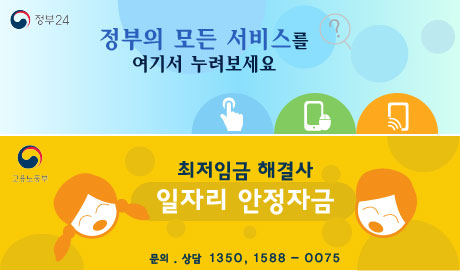 정부24
정부의 모든 서비스를
여기서 누려보세요
고용노동부
최저임금 해결사
일자리 안정자금
문의 . 상담 1350, 1588 - 0075